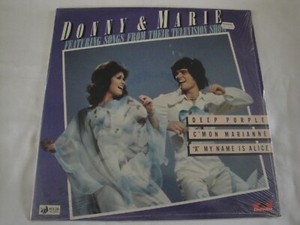 DONNY & MARIE
FEATURING SONGS FROM THEIR TELEVISION SHOW
DEEP PURPLE
C'MON MARIANNE
"A" MY NAME IS ALICE